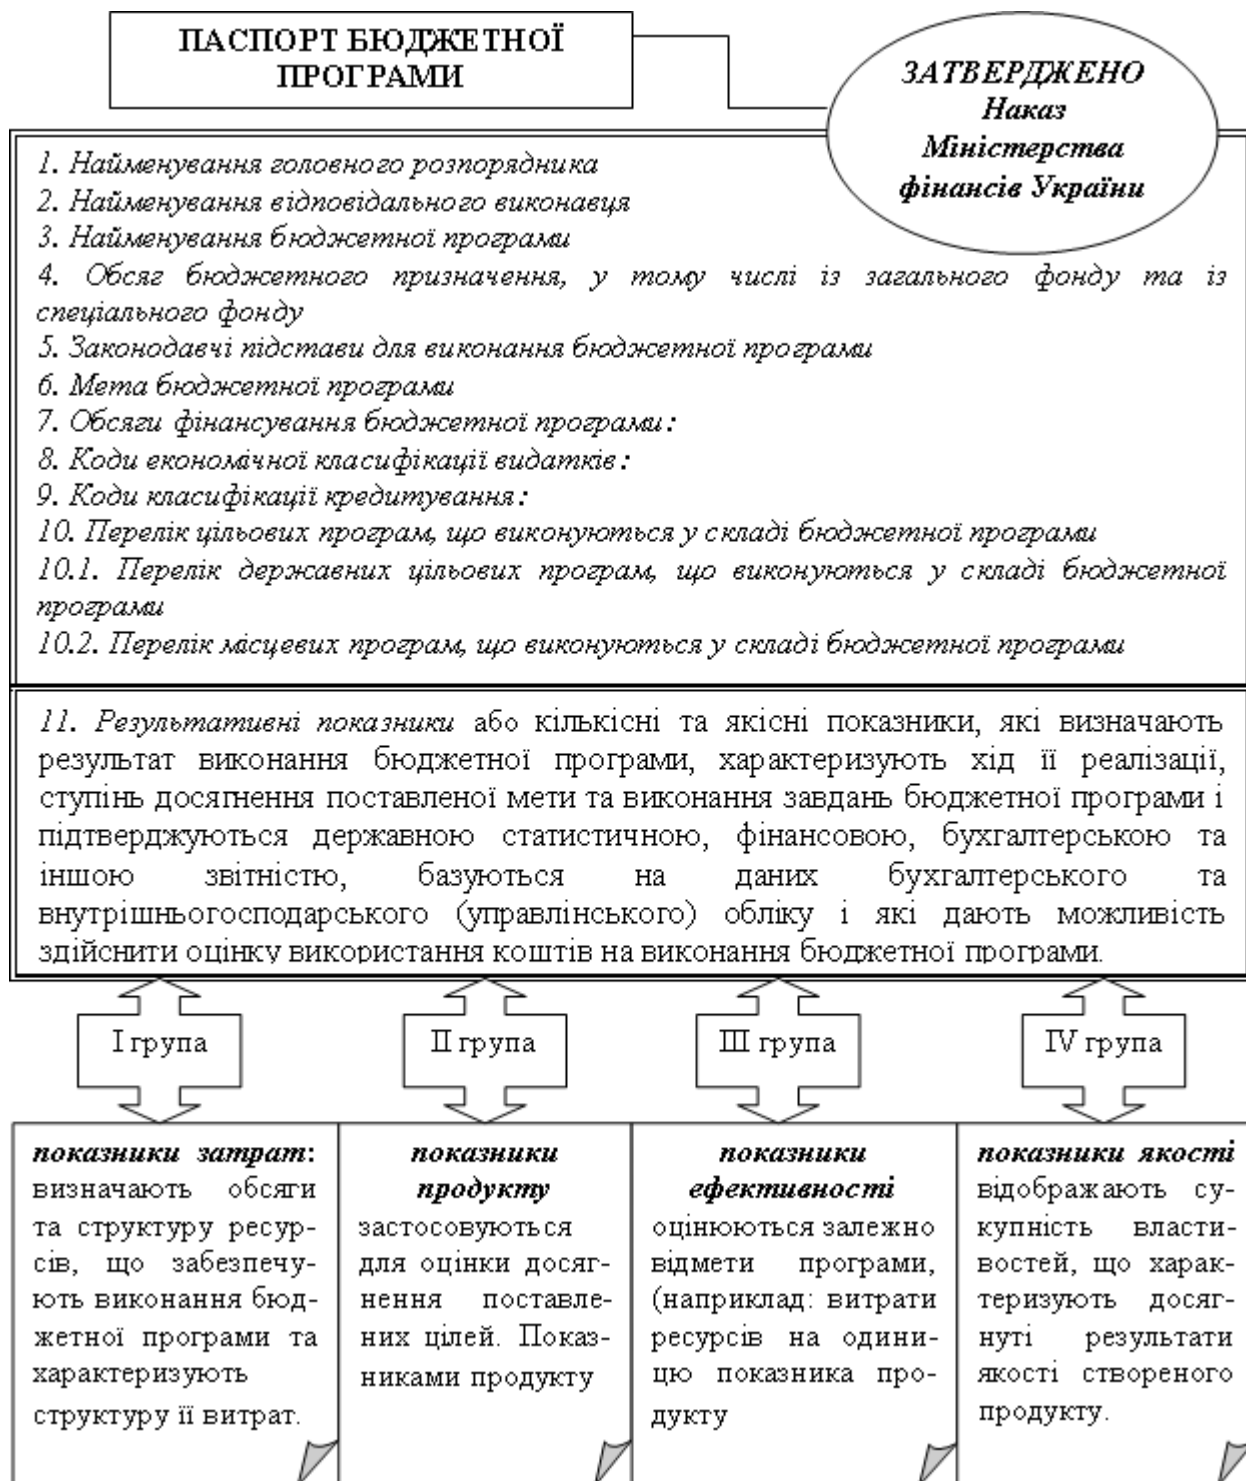 ПАСПОРТ БЮДЖЕТНОЇ
ПРОГРАМИ
ЗАТВЕРДЖЕНО
Наказ
Міністерства
фінансів України
1. Найменування головного розпорядника
2. Найменування відповідального виконавця
3. Найменування бюджетної програми
4. Обсяг бюджетного призначення, у тому числі із загального фонду та із
спеціального фонду
5. Законодавчі підстави для виконання бюджетної програми
6. Мета бюджетної програми
7. Обсяги фінансування бюджетної програми:
8. Коди економічної класифікації видатків:
9. Коди класифікації кредитування:
10. Перелік цільових програм, що виконуються у складі бюджетної програми
10.1. Перелік державних цільових програм, що виконуються у складі бюджетної
програми
10.2. Перелік місцевих програм, що виконуються у складі бюджетної програми
11. Результативні показники або кількісні та якісні показники, які визначають
результат виконання бюджетної програми, характеризують хід її реалізації,
ступінь досягнення поставленої мети та виконання завдань бюджетної програми і
підтверджуються державною статистичною, фінансовою, бухгалтерською та
іншою звітністю, базуються на даних бухгалтерського та
внутрішньогосподарського (управлінського) обліку і які дають можливість
здійснити оцінку використання коштів на виконання бюджетної програми.
І група
ІІ група
ІІІ група
IV група
показники затрат:
визначають обсяги
та структуру ресур-
сів, що забезпечу-
ють виконання бюд-
жетної програми та
характеризують
структуру її витрат.
показники
продукту
застосовуються
для оцінки досяг-
нення поставле-
них цілей. Показ-
никами продукту
показники
ефективності
оцінюються залежно
відмети програми,
(наприклад: витрати
ресурсів на одини-
цю показника про-
дукту
показники якості
відображають су-
купність власти-
востей, що харак-
теризують досяг-
нуті результати
якості створеного
продукту.